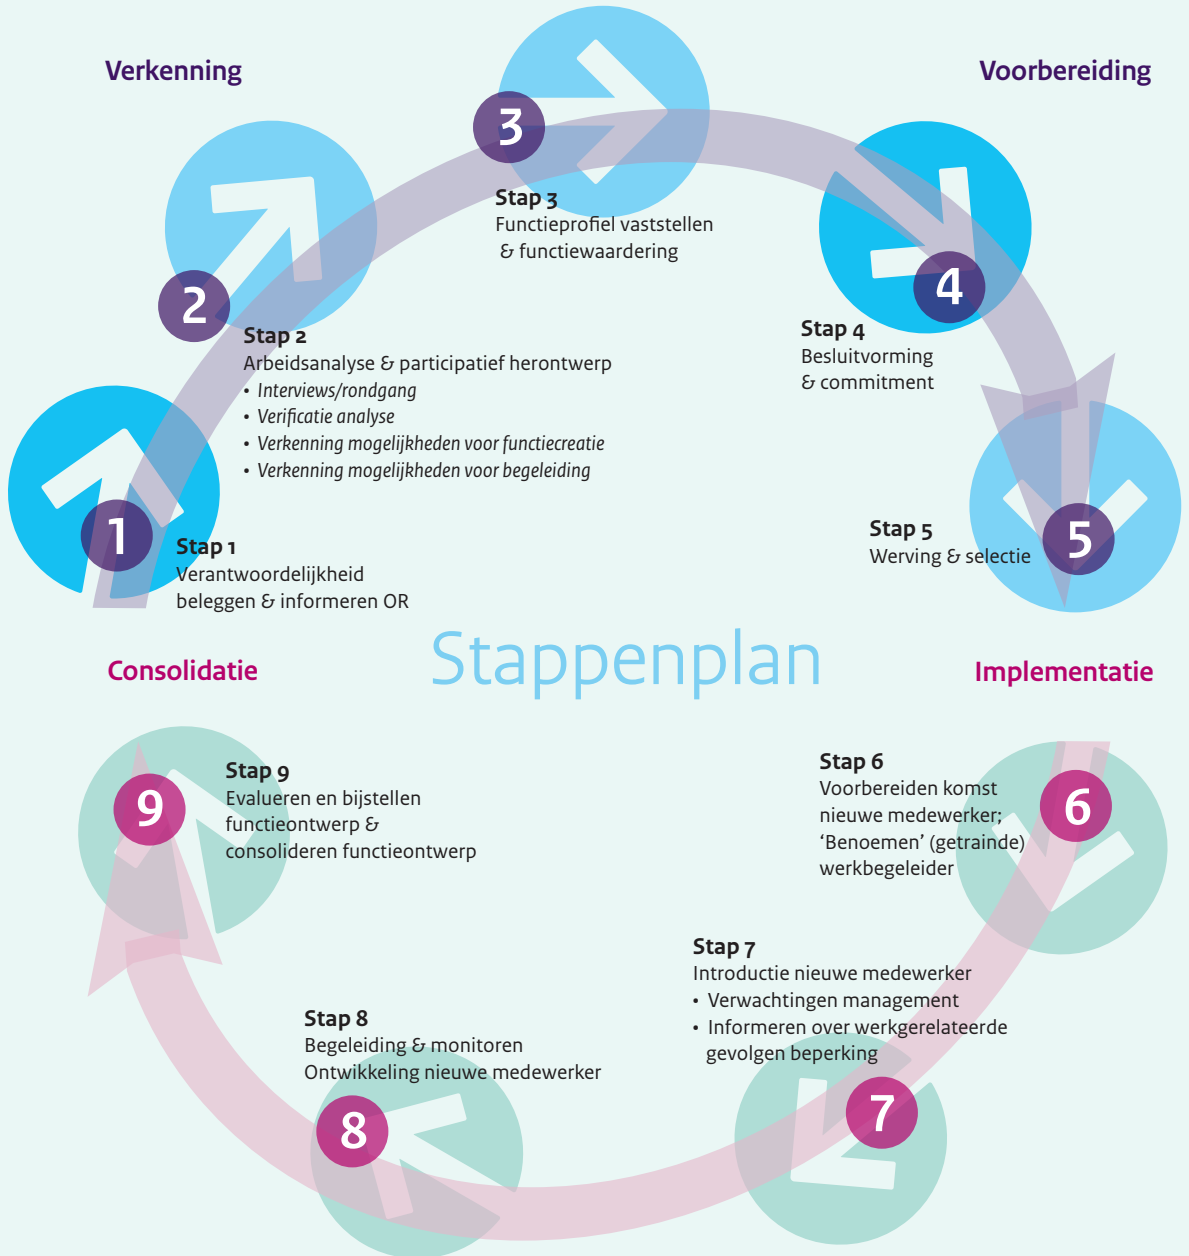 Verkenning
Voorbereiding
3
Stap 3
Functieprofiel vaststellen
& functiewaardering
2
Stap 2
Arbeidsanalyse & participatief herontwerp
• Interviews/rondgang
• Verificatie analyse
• Verkenning mogelijkheden voor functiecreatie
• Verkenning mogelijkheden voor begeleiding
4
Stap 4
Besluitvorming
& commitment
1
Stap 1
Verantwoordelijkheid
beleggen & informeren OR
5
Stap 5
Werving & selectie
Stappenplan
Consolidatie
Implementatie
9
Stap 9
Evalueren en bijstellen
functieontwerp &
consolideren functieontwerp
6
Stap 6
Voorbereiden komst
nieuwe medewerker;
‘Benoemen’ (getrainde)
werkbegeleider
Stap 7
Introductie nieuwe medewerker
• Verwachtingen management
• Informeren over werkgerelateerde
gevolgen beperking
7
Stap 8
Begeleiding & monitoren
Ontwikkeling nieuwe medewerker
8